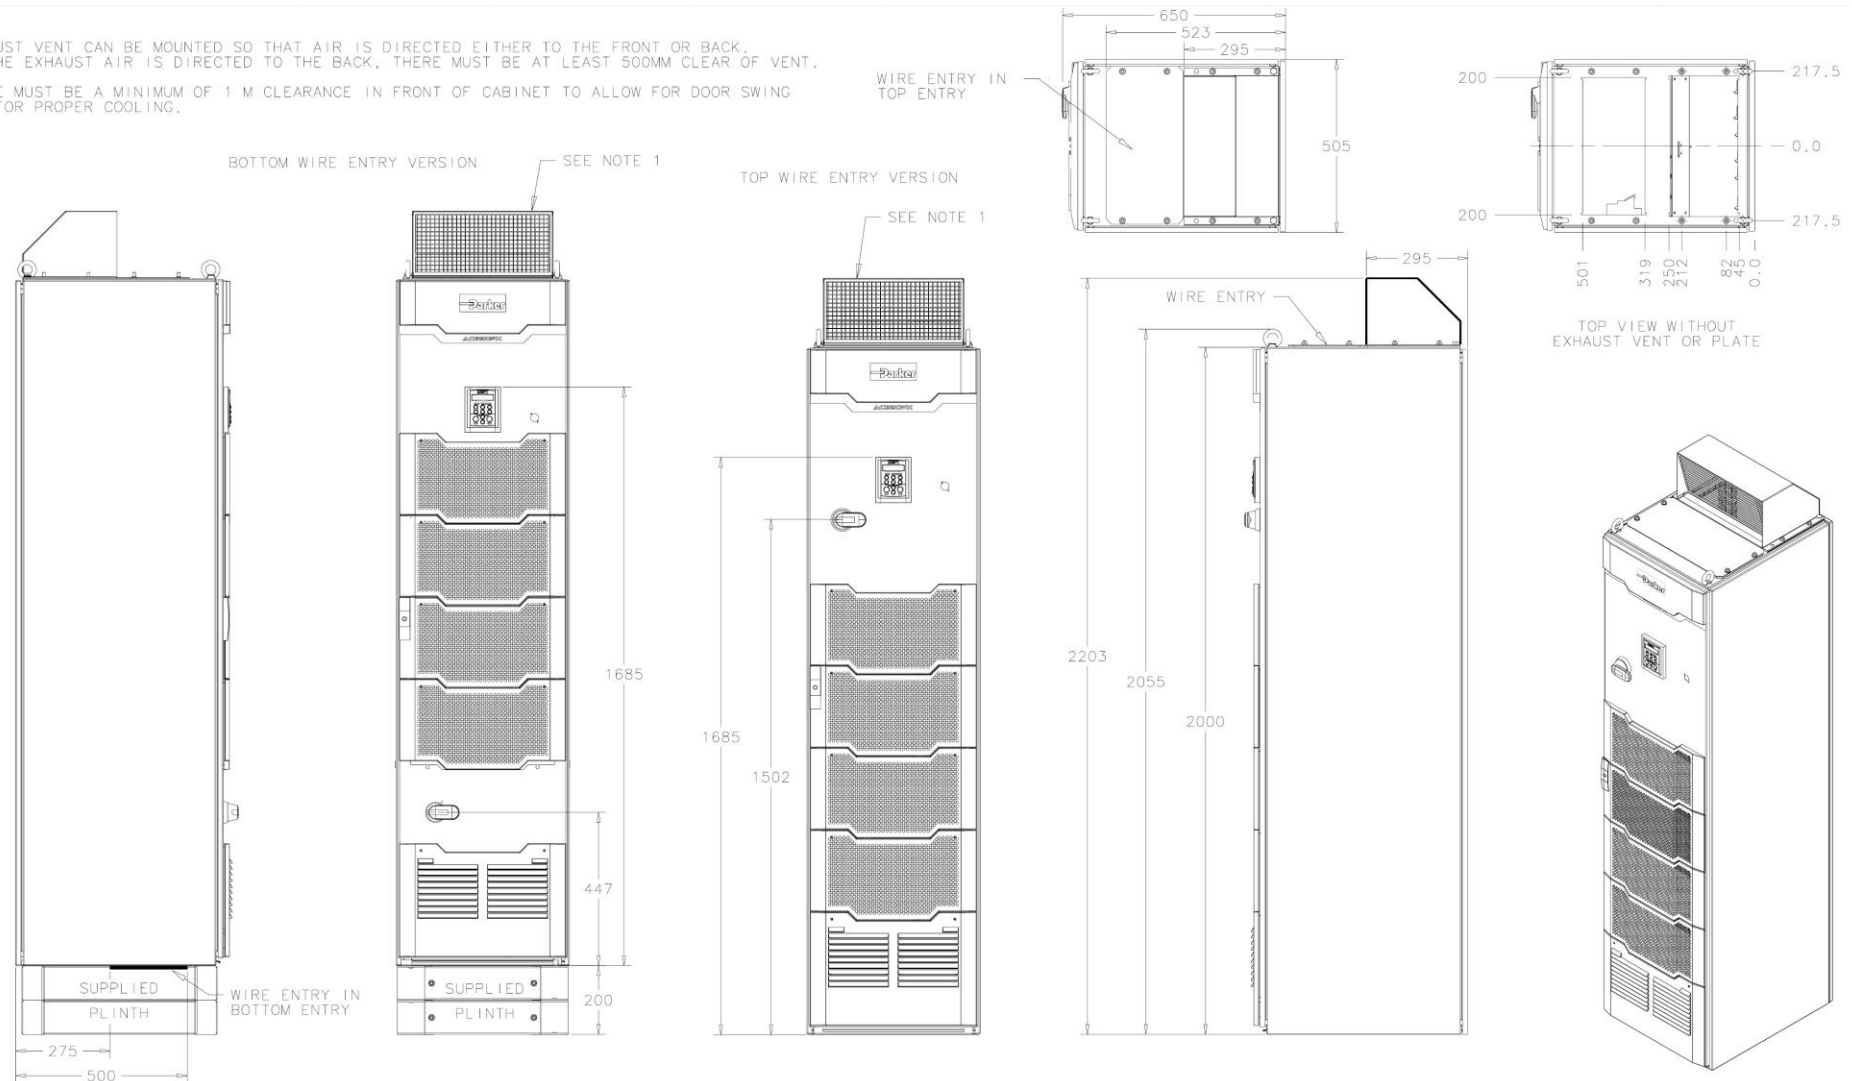 UST VENT CAN BE MOUNTED SO THAT AIR IS DIRECTED EITHER TO THE FRONT OR BACK.
HE EXHAUST AIR IS DIRECTED TO THE BACK, THERE MUST BE AT LEAST 500MM CLEAR OF VENT.
E MUST BE A MINIMUM OF 1 M CLEARANCE IN FRONT OF CABINET TO ALLOW FOR DOOR SWING
FOR PROPER COOLING.
BOTTOM WIRE ENTRY VERSION
SEE NOTE 1
TOP WIRE ENTRY VERSION
SEE NOTE 1
WIRE ENTRY IN
TOP ENTRY
650
523
295
505
200
200
217.5
0.0
217.5
501
319
250
212
82
45
0.0
TOP VIEW WITHOUT
EXHAUST VENT OR PLATE
295
WIRE ENTRY
Parker
Parker
Parker
1685
447
200
1685
1502
2203
2055
2000
SUPPLIED
PLINTH
WIRE ENTRY IN
BOTTOM ENTRY
SUPPLIED
PLINTH
275
500